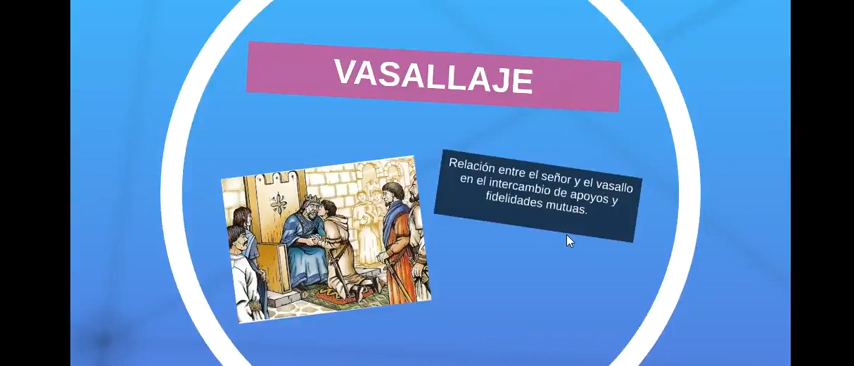 VASALLAJE
Relación entre el señor y el vasallo
en el intercambio de apoyos y
fidelidades mutuas.